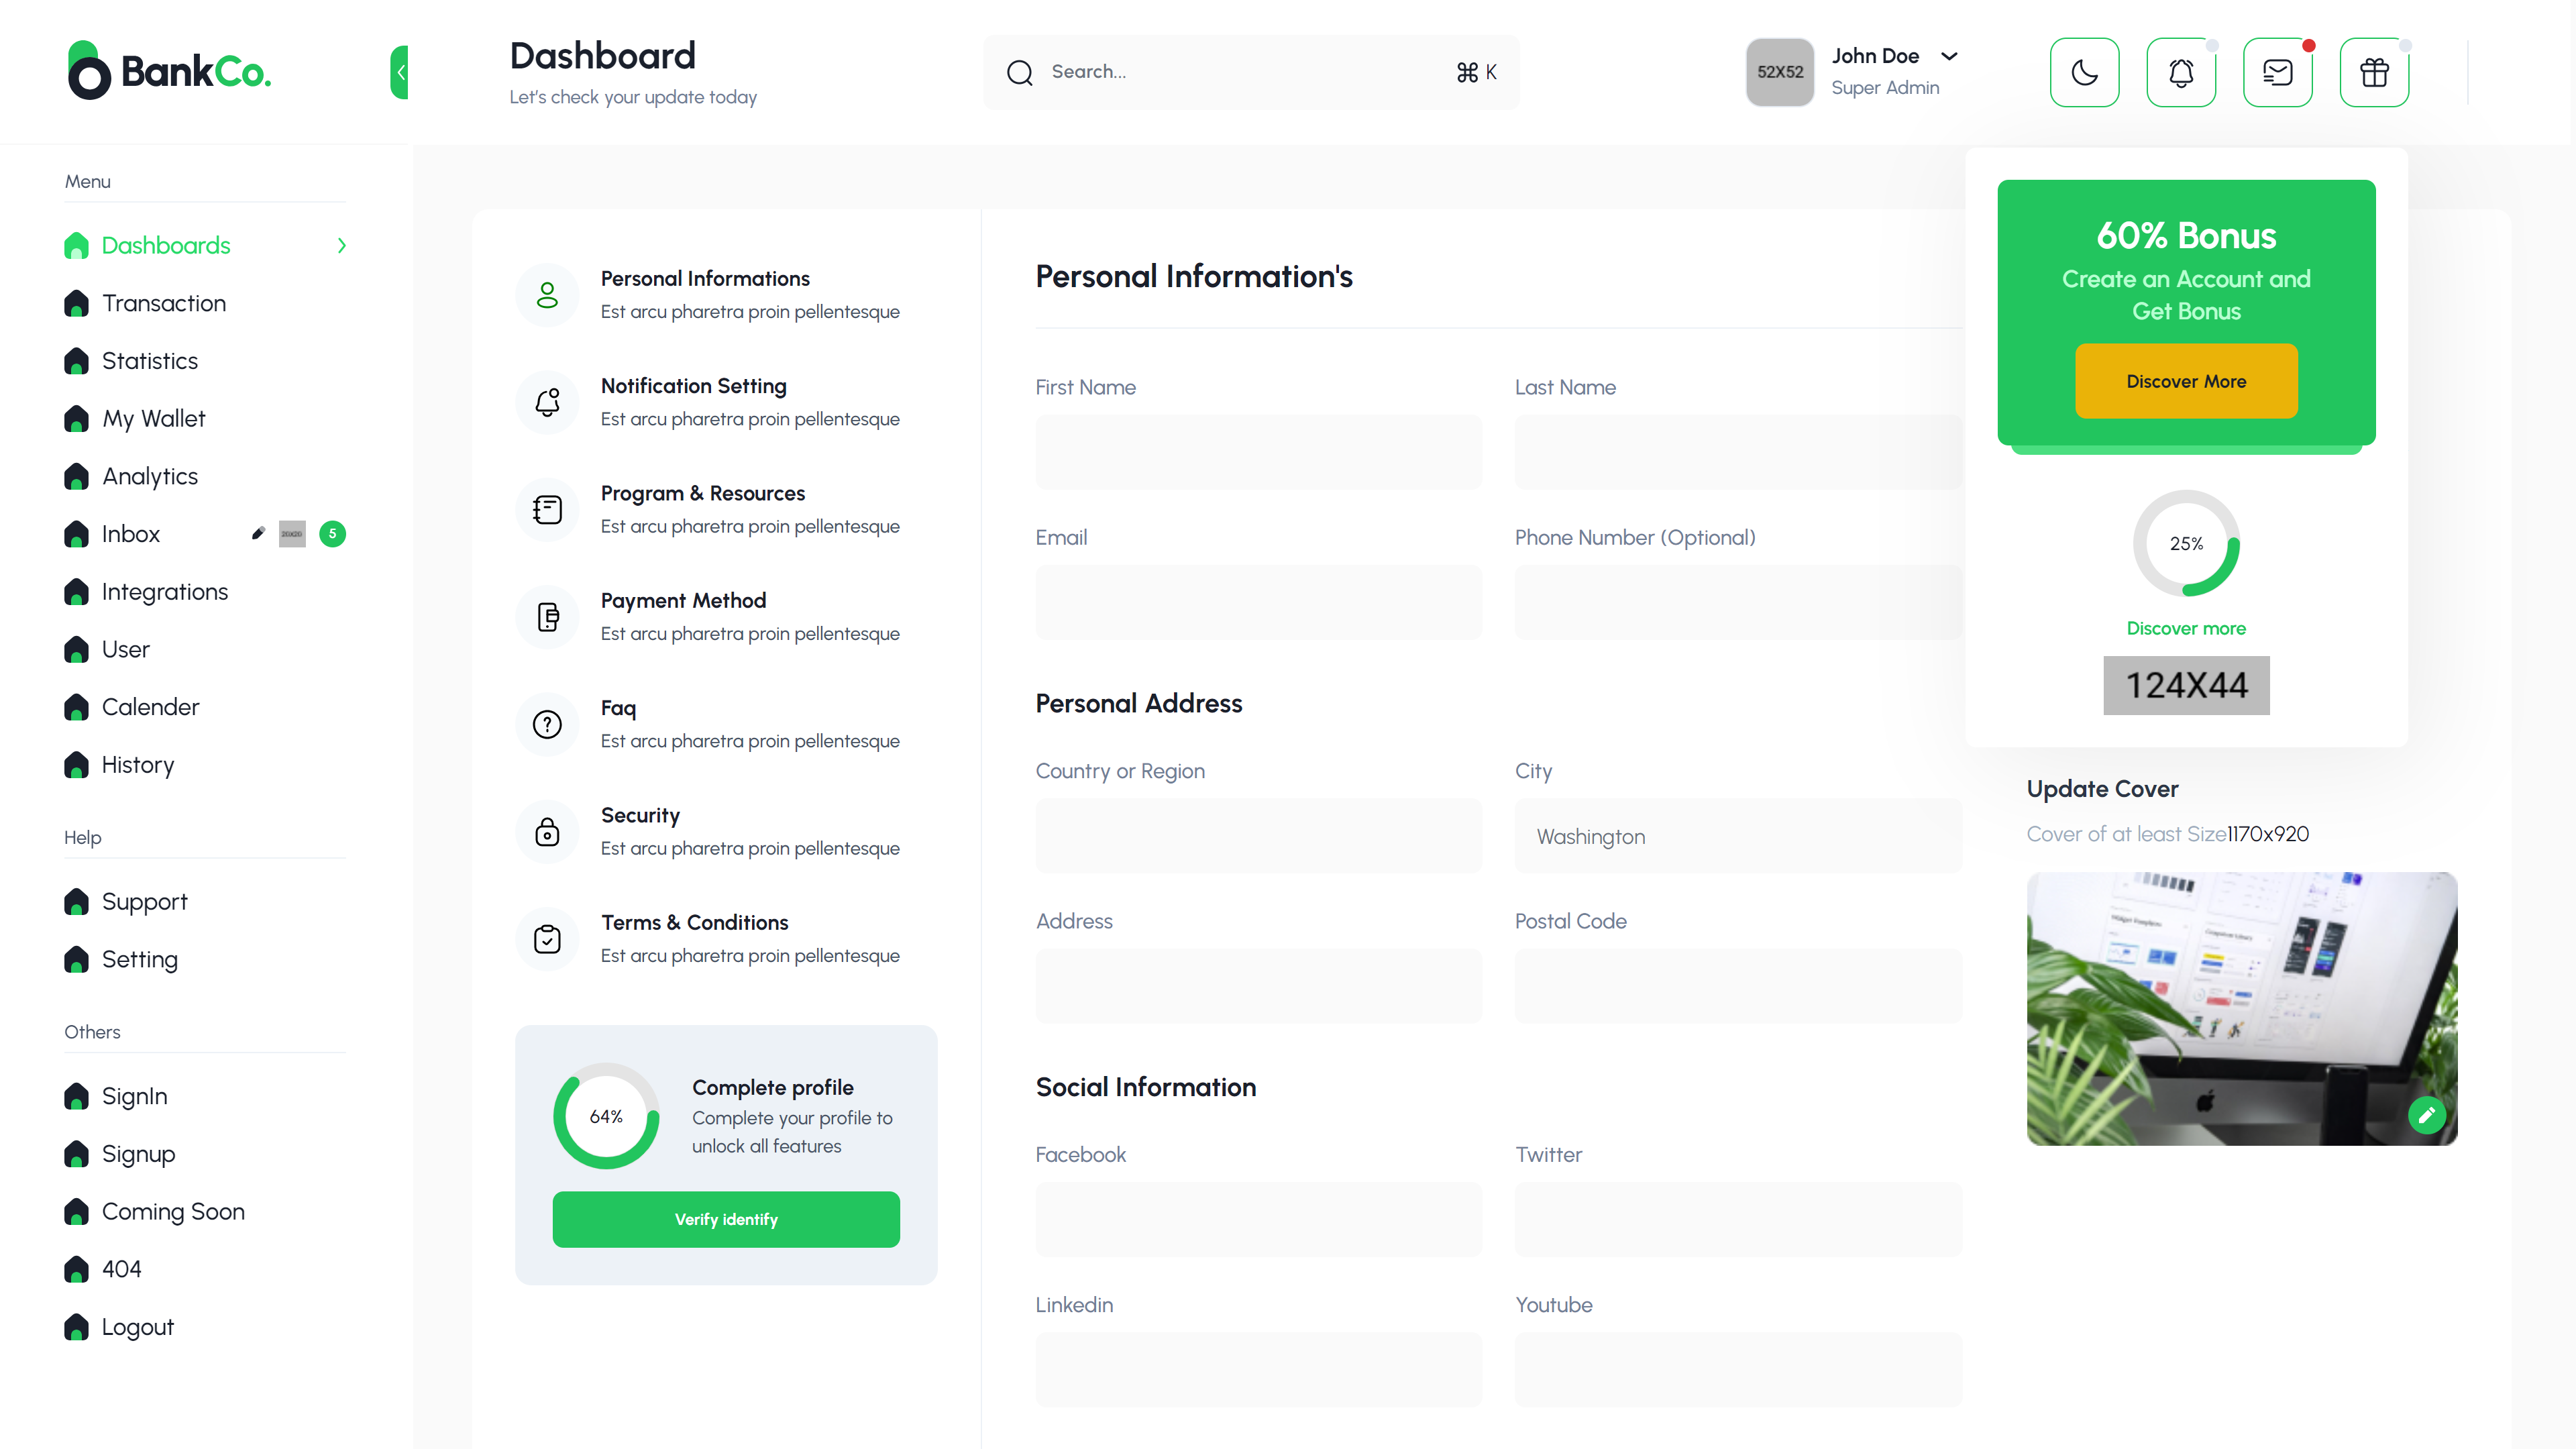 BankCo.
Dashboard
Let's check your update today
Search...
⌘ K
52X52
John Doe
Super Admin
Menu
Dashboards
Transaction
Statistics
My Wallet
Analytics
Inbox
20X20
5
Integrations
User
Calender
History
Help
Support
Setting
Others
SignIn
Signup
Coming Soon
404
Logout
Personal Informations
Est arcu pharetra proin pellentesque
Notification Setting
Est arcu pharetra proin pellentesque
Program & Resources
Est arcu pharetra proin pellentesque
Payment Method
Est arcu pharetra proin pellentesque
Faq
Est arcu pharetra proin pellentesque
Security
Est arcu pharetra proin pellentesque
Terms & Conditions
Est arcu pharetra proin pellentesque
64%
Complete profile
Complete your profile to
unlock all features
Verify identify
Personal Information's
First Name
Last Name
Email
Phone Number (Optional)
Personal Address
Country or Region
City
Washington
Address
Postal Code
Social Information
Facebook
Twitter
Linkedin
Youtube
60% Bonus
Create an Account and
Get Bonus
Discover More
25%
Discover more
124X44
Update Cover
Cover of at least Size1170x920